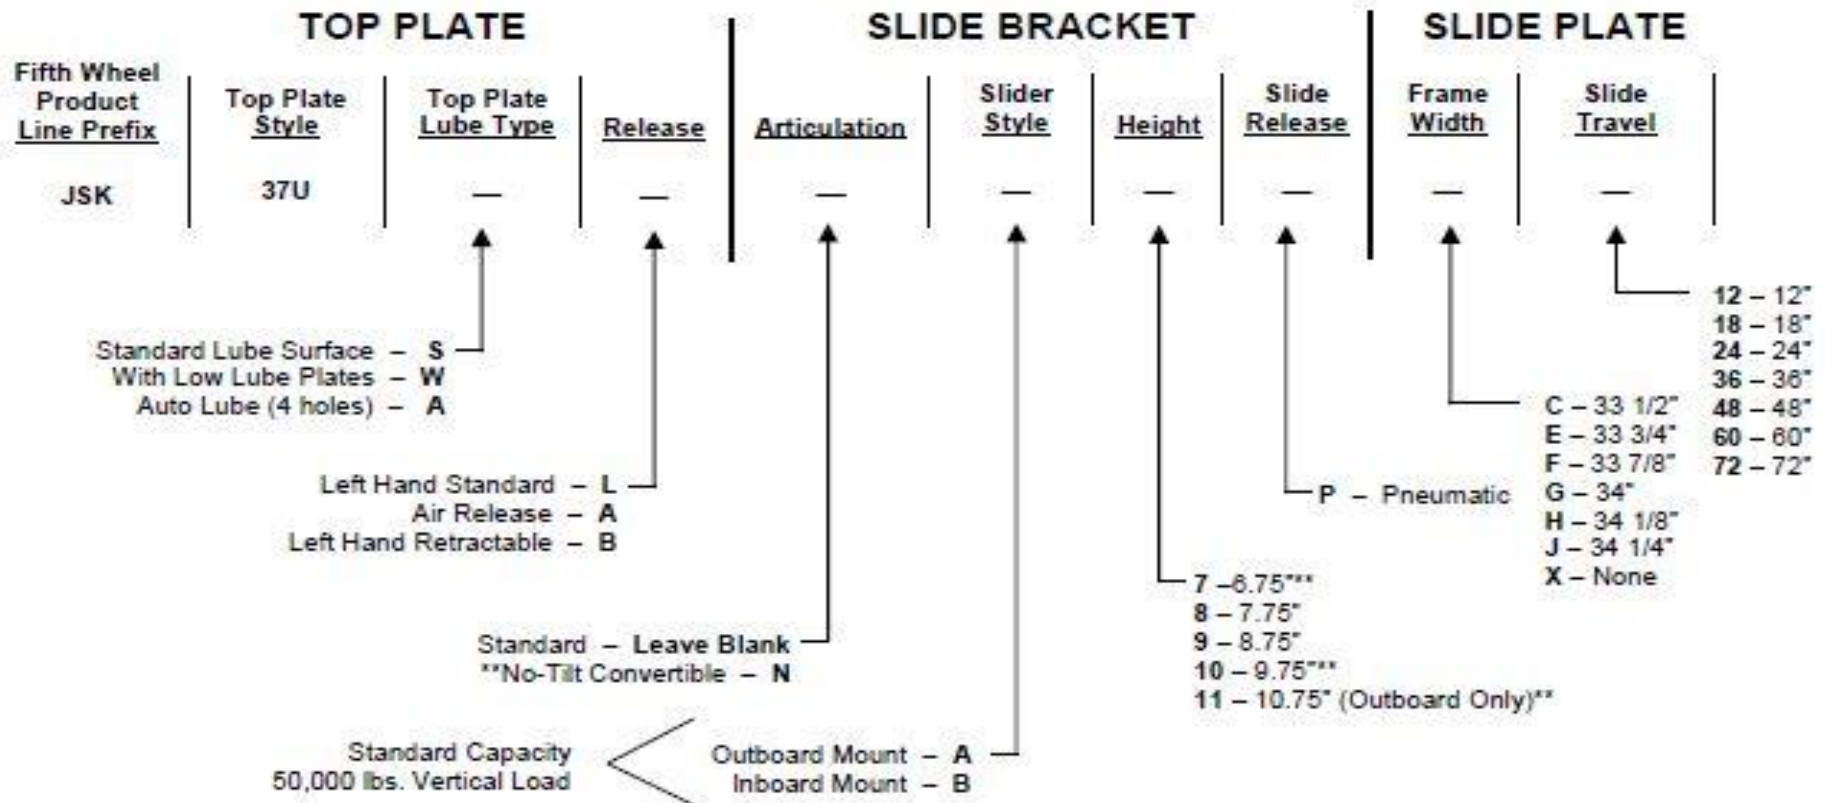 TOP PLATE
SLIDE BRACKET
SLIDE PLATE
Fifth Wheel
Product
Line Prefix
Top Plate
Style
Top Plate
Lube Type
Release
Articulation
Slider
Style
Height
Slide
Release
Frame
Width
Slide
Travel
JSK
37U
—
—
—
—
—
—
—
—
Standard Lube Surface – S
With Low Lube Plates – W
Auto Lube (4 holes) – A
Left Hand Standard – L
Air Release – A
Left Hand Retractable – B
Standard – Leave Blank
**No-Tilt Convertible – N
Standard Capacity
50,000 lbs. Vertical Load
Outboard Mount – A
Inboard Mount – B
7 –6.75"**
8 – 7.75"
9 – 8.75"
10 – 9.75"**
11 – 10.75" (Outboard Only)**
P – Pneumatic
C – 33 1/2"
E – 33 3/4"
F – 33 7/8"
G – 34"
H – 34 1/8"
J – 34 1/4"
X – None
12 – 12"
18 – 18"
24 – 24"
36 – 36"
48 – 48"
60 – 60"
72 – 72"